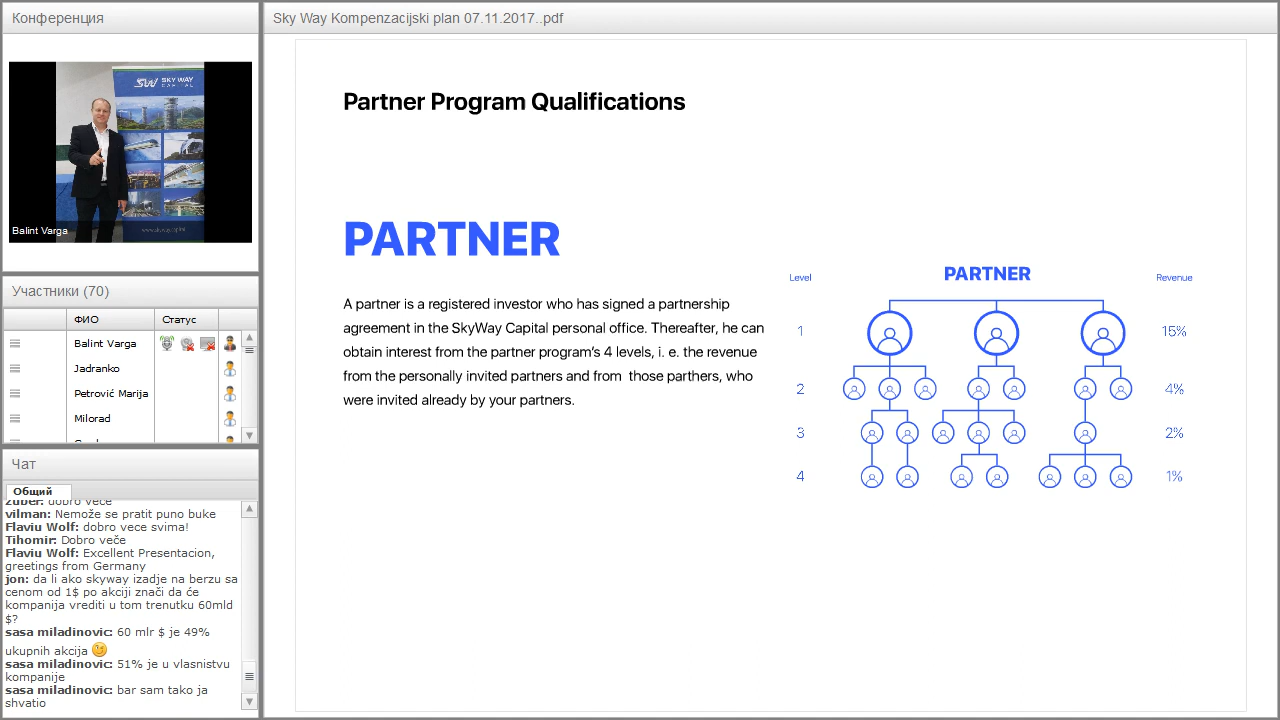 Конференция
SKY WAY
CAPITAL
Balint Varga
Участники (70)
ФИО
Статус
Balint Varga
Jadranko
Petrović Marija
Milorad
Чат
Общий
zuber: dobro veče
vilman: Nemože se pratit puno buke
Flaviu Wolf: dobro vece svima!
Tihomir: Dobro veče
Flaviu Wolf: Excellent Presentacion,
greetings from Germany
jon: da li ako skyway izadje na berzu sa
cenom od 1$ po akciji znači da će
kompanija vrediti u tom trenutku 60mld
$?
sasa miladinovic: 60 mlr $ je 49%
ukupnih akcija
sasa miladinovic: 51% je u vlasnistvu
kompanije
sasa miladinovic: bar sam tako ja
shvatio
Sky Way Kompenzacijski plan 07.11.2017..pdf
Partner Program Qualifications
PARTNER
A partner is a registered investor who has signed a partnership
agreement in the SkyWay Capital personal office. Thereafter, he can
obtain interest from the partner program’s 4 levels, i. e. the revenue
from the personally invited partners and from those parthers, who
were invited already by your partners.
Level
PARTNER
Revenue
1
15%
2
4%
3
2%
4
1%